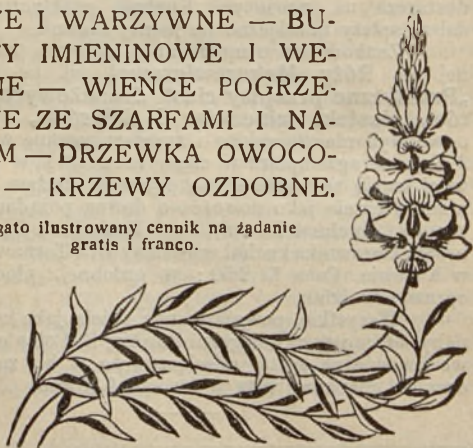 E I WARZYWNE — BU-
Y IMIENINOWE I WE-
NE — WIEŃCE POGRZE-
E ZE SZARFAMI I NA-
M — DRZEWKA OWOCO-
— KRZEWY OZDOBNE.
gato ilustrowany cennik na żądanie
gratis i franco.